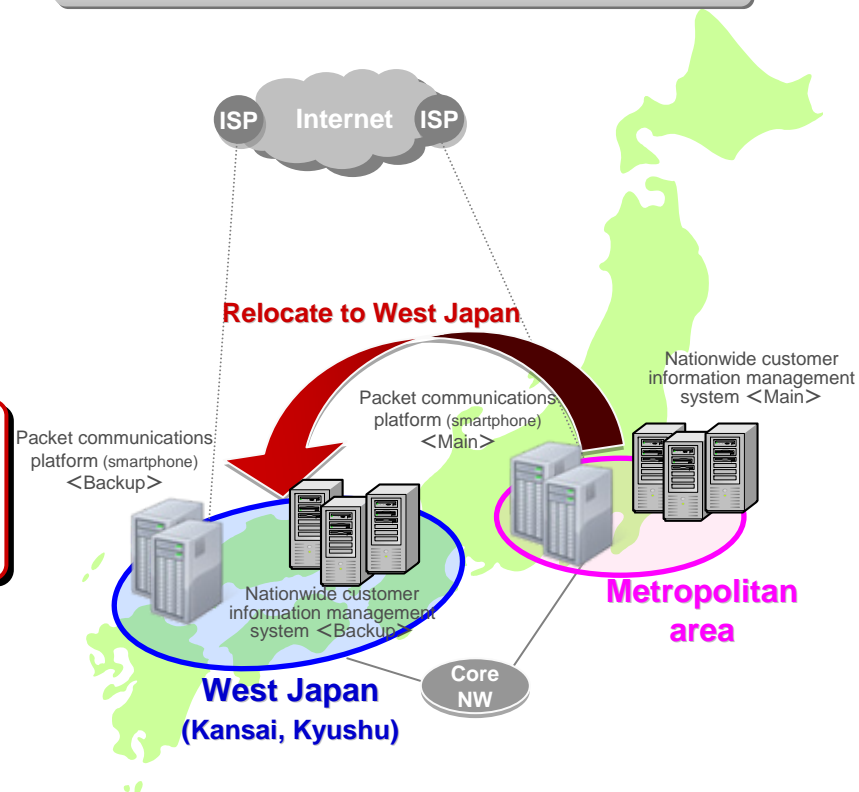 ISP Internet ISP
Relocate to West Japan
Nationwide customer
information management
system <Main>
Packet communications
platform (smartphone)
<Main>
Packet communications
platform (smartphone)
<Backup>
Nationwide customer
information management
system <Backup>
Metropolitan
area
Core
NW
West Japan
(Kansai, Kyushu)